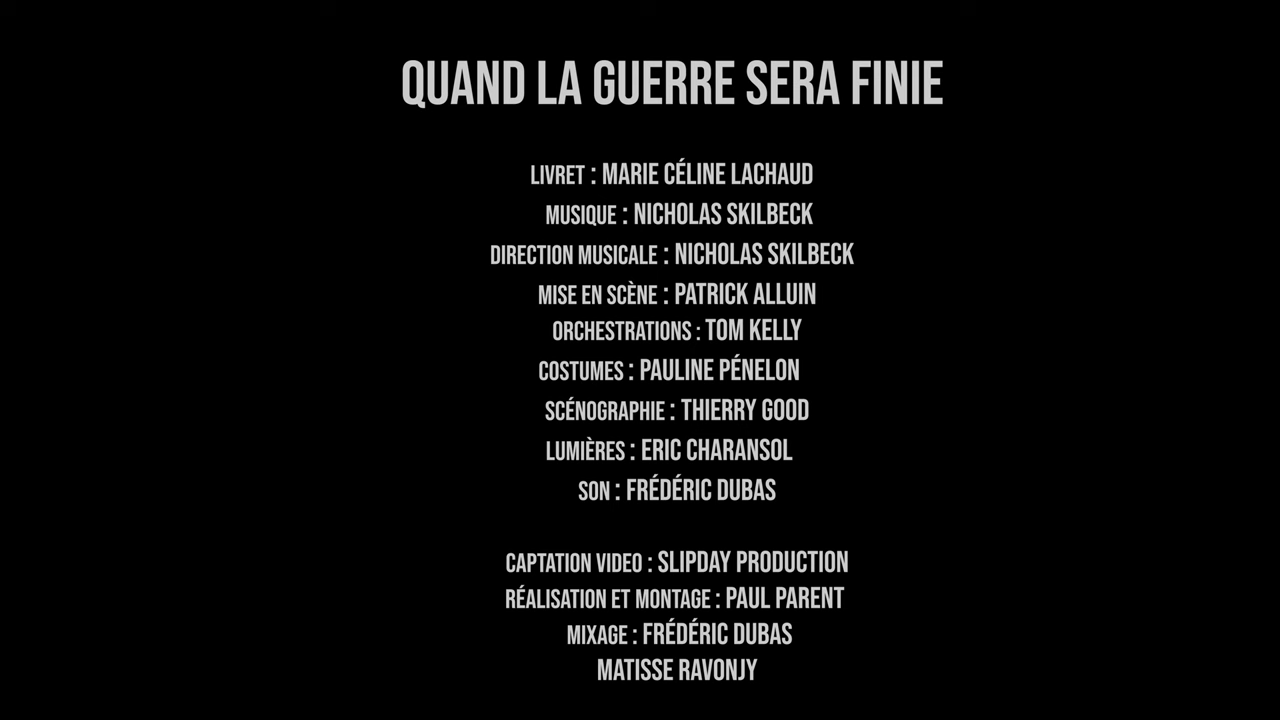 QUAND LA GUERRE SERA FINIE
LIVRET : MARIE CÉLINE LACHAUD
MUSIQUE : NICHOLAS SKILBECK
DIRECTION MUSICALE : NICHOLAS SKILBECK
MISE EN SCÈNE : PATRICK ALLUIN
ORCHESTRATIONS : TOM KELLY
COSTUMES : PAULINE PÉNELON
SCÉNOGRAPHIE : THIERRY GOOD
LUMIÈRES : ERIC CHARANSOL
SON : FRÉDÉRIC DUBAS
CAPTATION VIDEO : SLIPDAY PRODUCTION
RÉALISATION ET MONTAGE : PAUL PARENT
MIXAGE : FRÉDÉRIC DUBAS
MATISSE RAVONJY